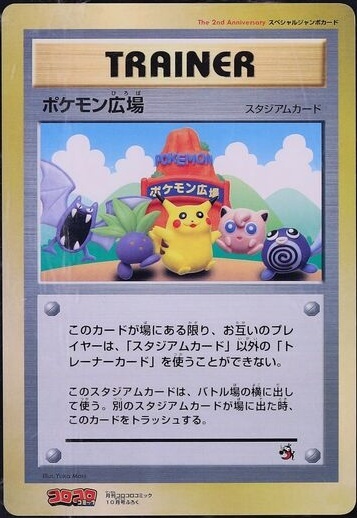 The 2nd Anniversary スペシャルジャンボカード
TRAINER
ひろば
ポケモン広場
スタジアムカード
POKÉMON
ポケモン広場
このカードが場にある限り、お互いのプレ
イヤーは、「スタジアムカード」以外の「ト
レーナーカード」を使うことができない。
このスタジアムカードは、バトル場の横に出し
て使う。別のスタジアムカードが場に出た時、
このカードをトラッシュする。
Illus. Yuka Morii
コロコロ
コミック
月刊コロコロコミック
10月号ふろく